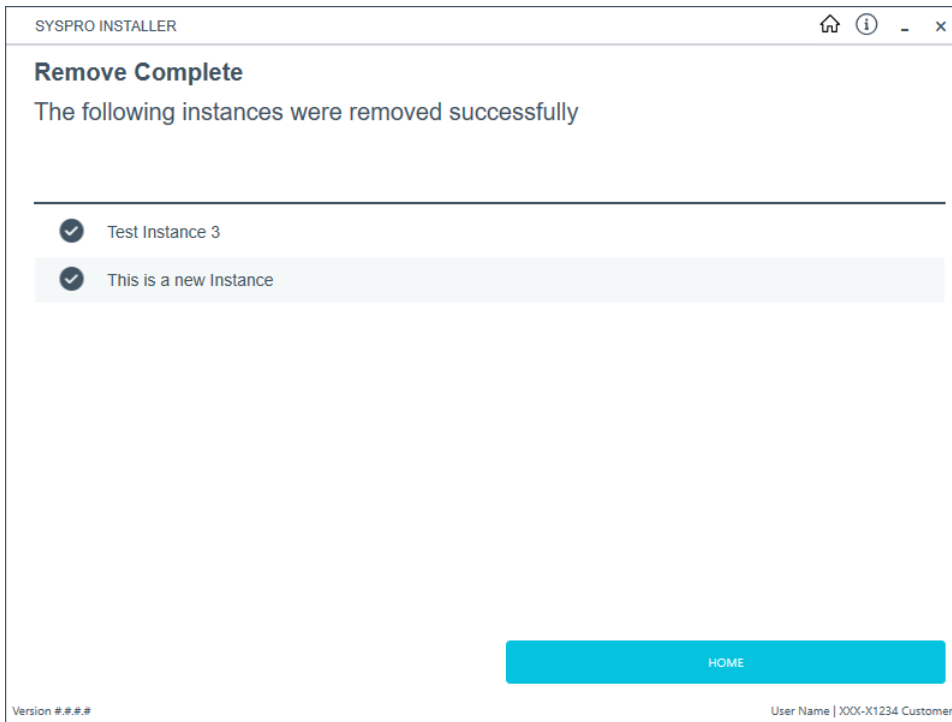 SYSPRO INSTALLER
Remove Complete
The following instances were removed successfully
Test Instance 3
This is a new Instance
HOME
Version #.#.#.#
User Name | XXX-X1234 Customer